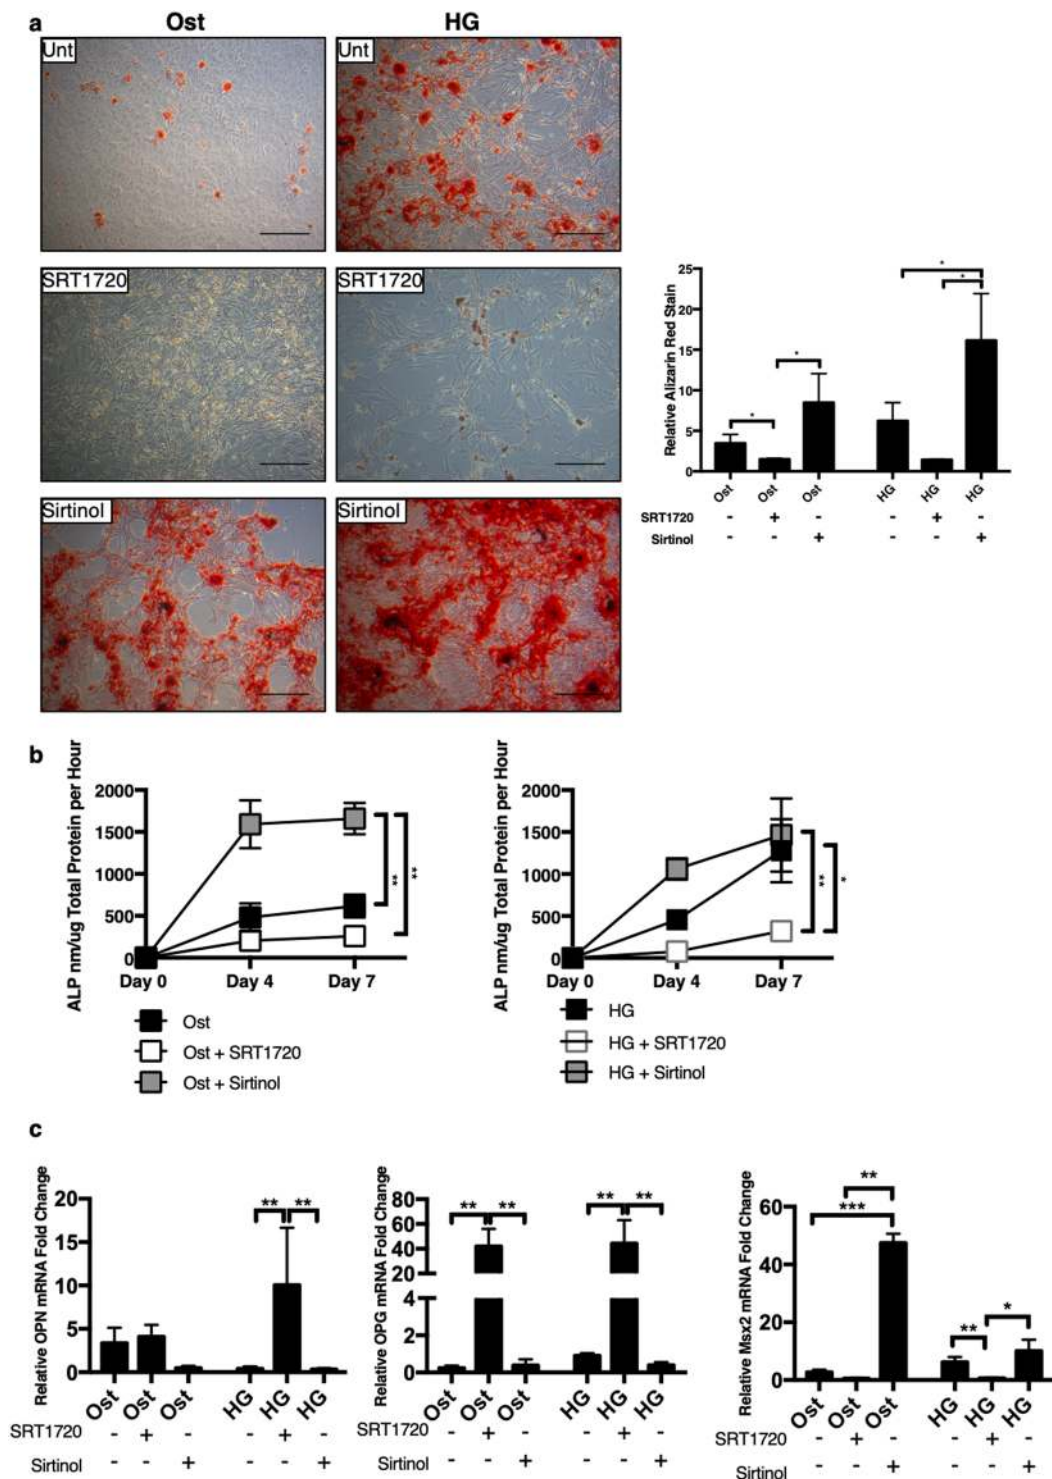 a
Ost HG
Unt Unt
SRT1720 SRT1720
Sirtinol Sirtinol
Relative Alizarin Red Stain
25
20
15
10
5
0
* * * *
Ost Ost Ost HG HG HG
SRT1720 - + - - + -
Sirtinol - - + - - +
b
ALP nm/ug Total Protein per Hour
2000
1500
1000
500
0
Day 0 Day 4 Day 7
** **
Ost
Ost + SRT1720
Ost + Sirtinol
ALP nm/ug Total Protein per Hour
2000
1500
1000
500
0
Day 0 Day 4 Day 7
** *
HG
HG + SRT1720
HG + Sirtinol
c
Relative OPN mRNA Fold Change
20
15
10
5
0
** **
Ost Ost Ost HG HG HG
SRT1720 - + - - + -
Sirtinol - - + - - +
Relative OPG mRNA Fold Change
80
60
40
20
4
2
0
** ** ** **
Ost Ost Ost HG HG HG
SRT1720 - + - - + -
Sirtinol - - + - - +
Relative Msx2 mRNA Fold Change
60
40
20
0
**
***
** *
Ost Ost Ost HG HG HG
SRT1720 - + - - + -
Sirtinol - - + - - +